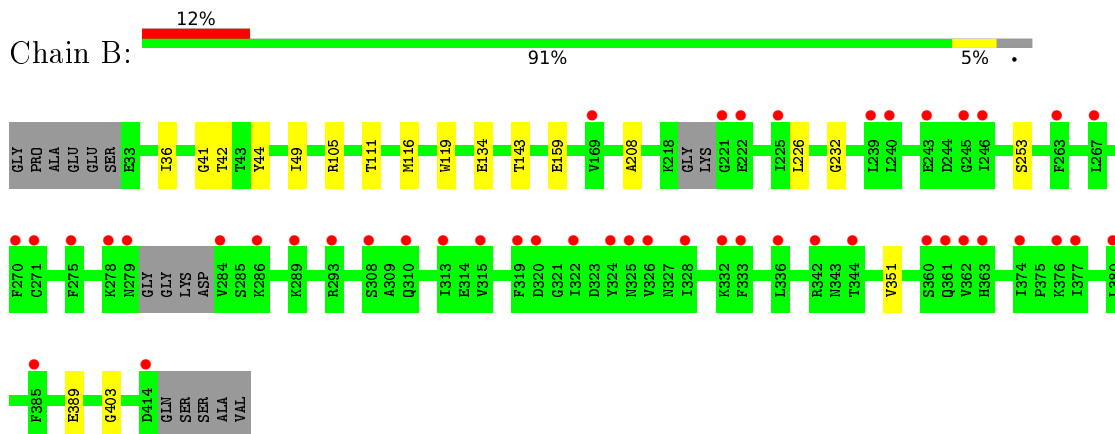 12%
Chain B:
91% 5% •
GLY PRO ALA GLU GLU SER E33 I36 G41 T42 T43 Y44 I49 R105 T111 M116 W119 E134 T143 E159 V169 A208 K218 GLY LYS G221 E222 I225 L226 G232 L239 L240 E243 D244 G245 I246 S253 F263 L267
F270 C271 F275 K278 N279 GLY GLY LYS ASP V284 S285 K286 K289 R293 S308 A309 Q310 I313 E314 V315 F319 D320 G321 I322 D323 Y324 N325 V326 N327 I328 K332 F333 L336 R342 N343 T344 V351 S360 Q361 V362 H363 I374 P375 K376 I377
F385 E389 G403 D414 GLN SER SER ALA VAL